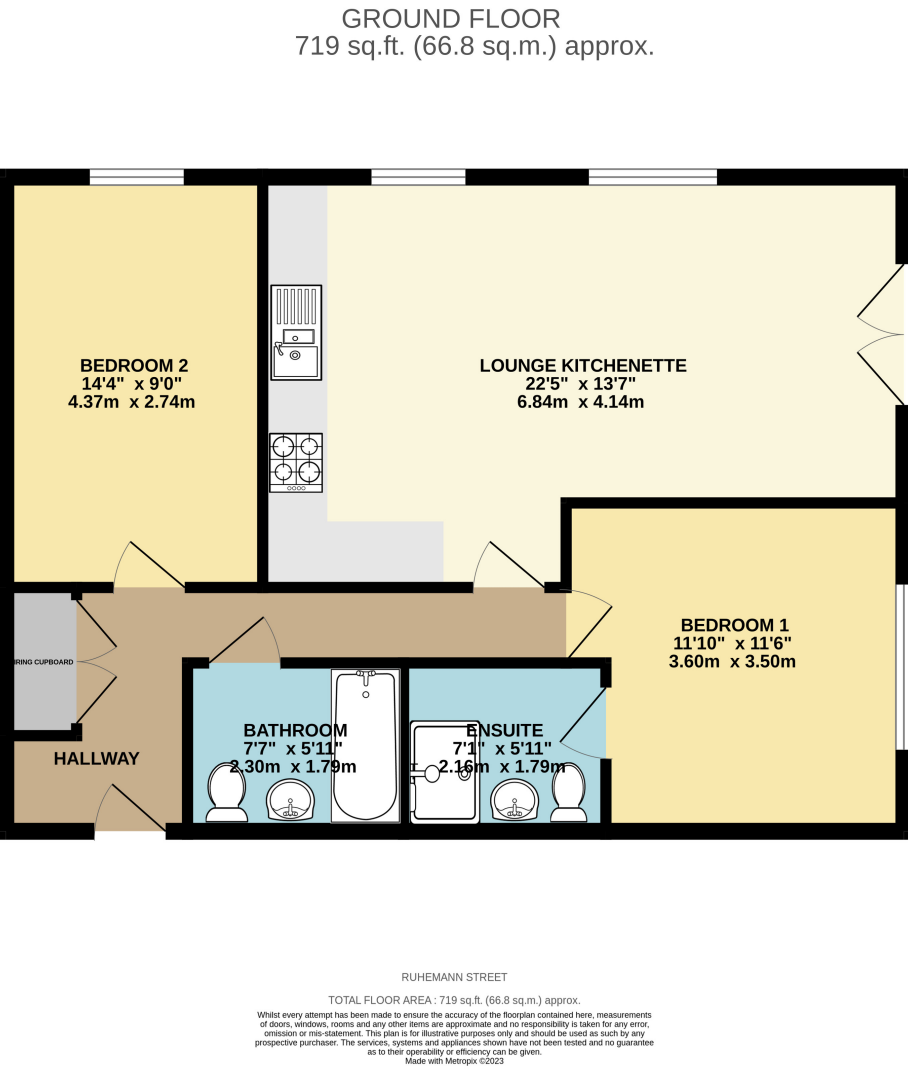 GROUND FLOOR
719 sq.ft. (66.8 sq.m.) approx.
BEDROOM 2
14'4" x 9'0"
4.37m x 2.74m
LOUNGE KITCHENETTE
22'5" x 13'7"
6.84m x 4.14m
BEDROOM 1
11'10" x 11'6"
3.60m x 3.50m
IRING CUPBOARD
HALLWAY
BATHROOM
7'7" x 5'11"
2.30m x 1.79m
ENSUITE
7'1" x 5'11"
2.16m x 1.79m
RUHEMANN STREET
TOTAL FLOOR AREA : 719 sq.ft. (66.8 sq.m.) approx.
Whilst every attempt has been made to ensure the accuracy of the floorplan contained here, measurements
of doors, windows, rooms and any other items are approximate and no responsibility is taken for any error,
omission or mis-statement. This plan is for illustrative purposes only and should be used as such by any
prospective purchaser. The services, systems and appliances shown have not been tested and no guarantee
as to their operability or efficiency can be given.
Made with Metropix ©2023